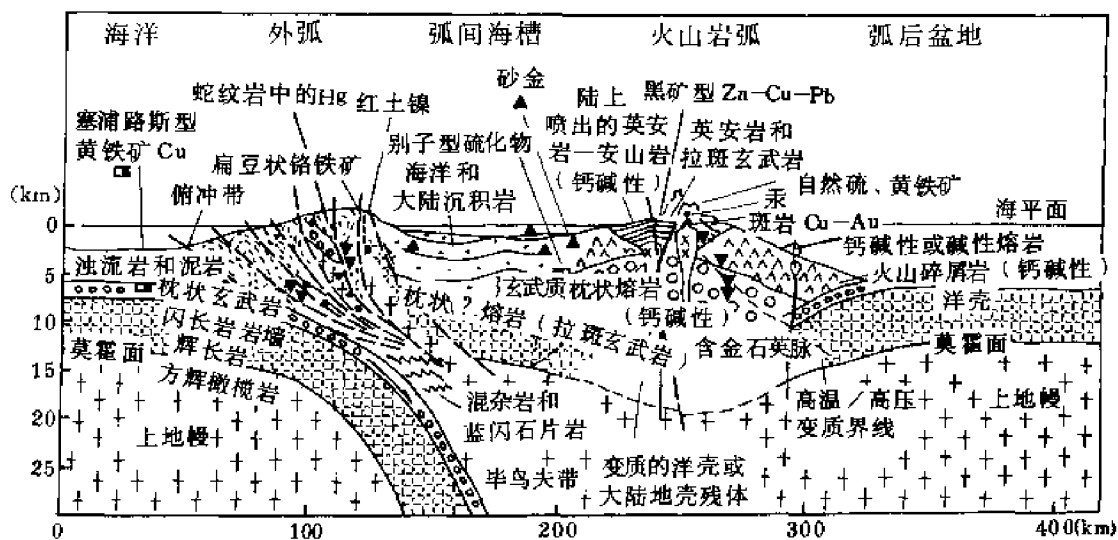 海洋
外弧
弧间海槽
火山岩弧
弧后盆地
砂金
陆上
黑矿型 Zn-Cu-Pb
蛇纹岩中的Hg
红土镍
塞浦路斯型
黄铁矿 Cu
别子型硫化物
喷出的英安
岩-安山岩
(钙碱性)
英安岩和
拉斑玄武岩
扁豆状铬铁矿
海洋和
大陆沉积岩
自然硫、黄铁矿
汞
(km)
俯冲带
斑岩Cu-Au
海平面
0
5
10
15
20
25
钙碱性或碱性熔岩
浊流岩和泥岩
火山碎屑岩(钙碱性)
枕状玄武岩
枕状?熔岩(拉斑玄武岩)
玄武质枕状熔岩
(钙碱性)
洋壳
闪长岩岩墙
莫霍面
辉长岩
方辉橄榄岩
含金石英脉
莫霍面
混杂岩和
蓝闪石片岩
高温/高压
变质界线
上地幔
上地幔
毕鸟夫带
变质的洋壳或
大陆地壳残体
0
100
200
300
400(km)